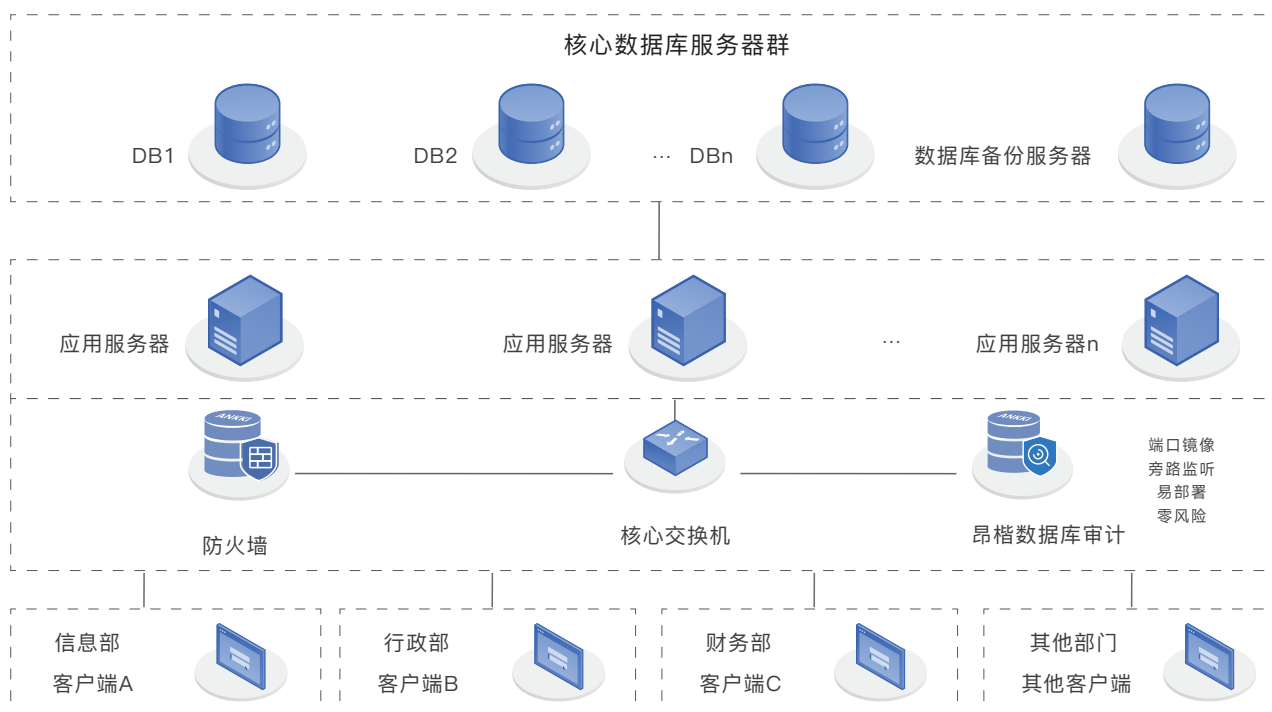 核心数据库服务器群
DB1
DB2
… DBn
数据库备份服务器
应用服务器
应用服务器
…
应用服务器n
ANKKI
ANKKI
端口镜像
旁路监听
易部署
零风险
防火墙
核心交换机
昂楷数据库审计
信息部
客户端A
行政部
客户端B
财务部
客户端C
其他部门
其他客户端